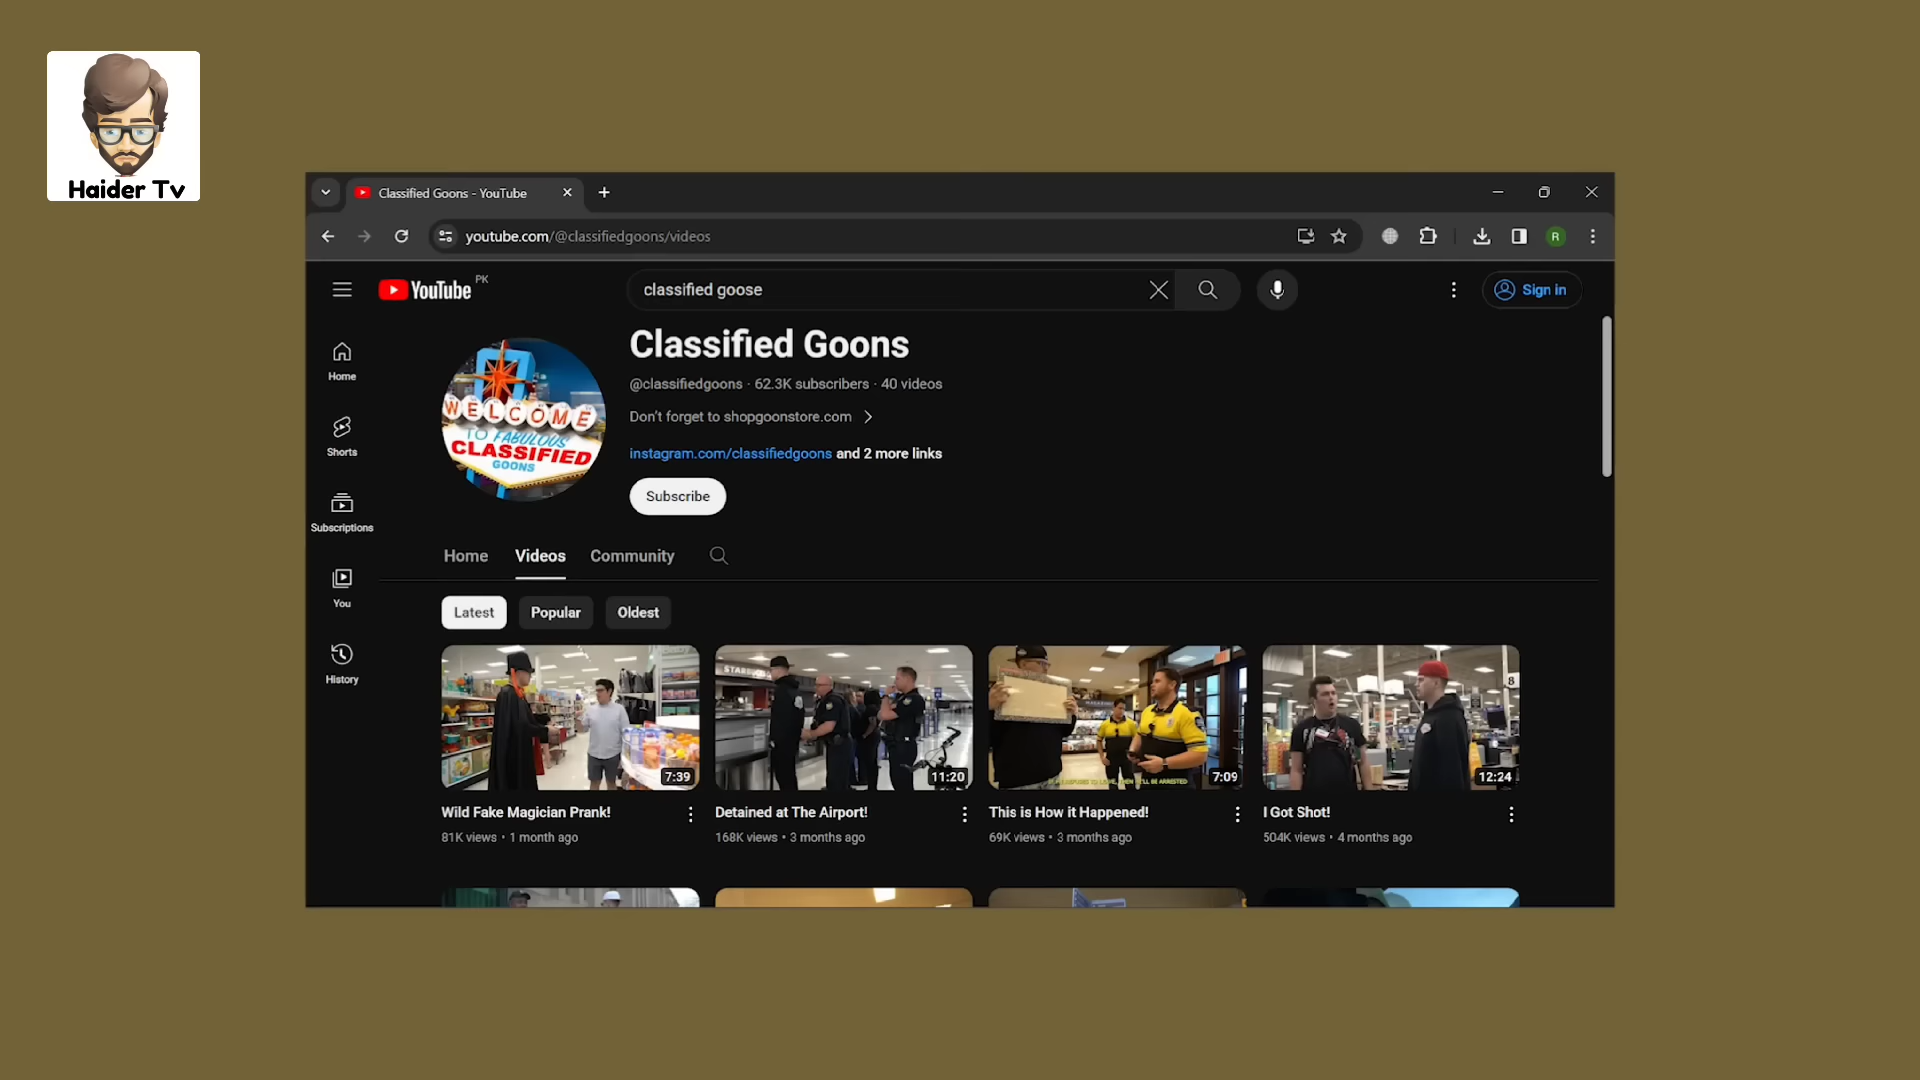 Haider Tv
Classified Goons - YouTube
youtube.com/@classifiedgoons/videos
R
YouTube PK
classified goose
Sign in
Home
Shorts
Subscriptions
You
History
WELCOME
TO FABULOUS
CLASSIFIED
GOONS
Classified Goons
@classifiedgoons · 62.3K subscribers · 40 videos
Don't forget to shopgoonstore.com
instagram.com/classifiedgoons and 2 more links
Subscribe
Home Videos Community
Latest Popular Oldest
8
7:39
11:20
7:09
12:24
Wild Fake Magician Prank!
81K views • 1 month ago
Detained at The Airport!
168K views • 3 months ago
This is How it Happened!
69K views • 3 months ago
I Got Shot!
504K views • 4 months ago